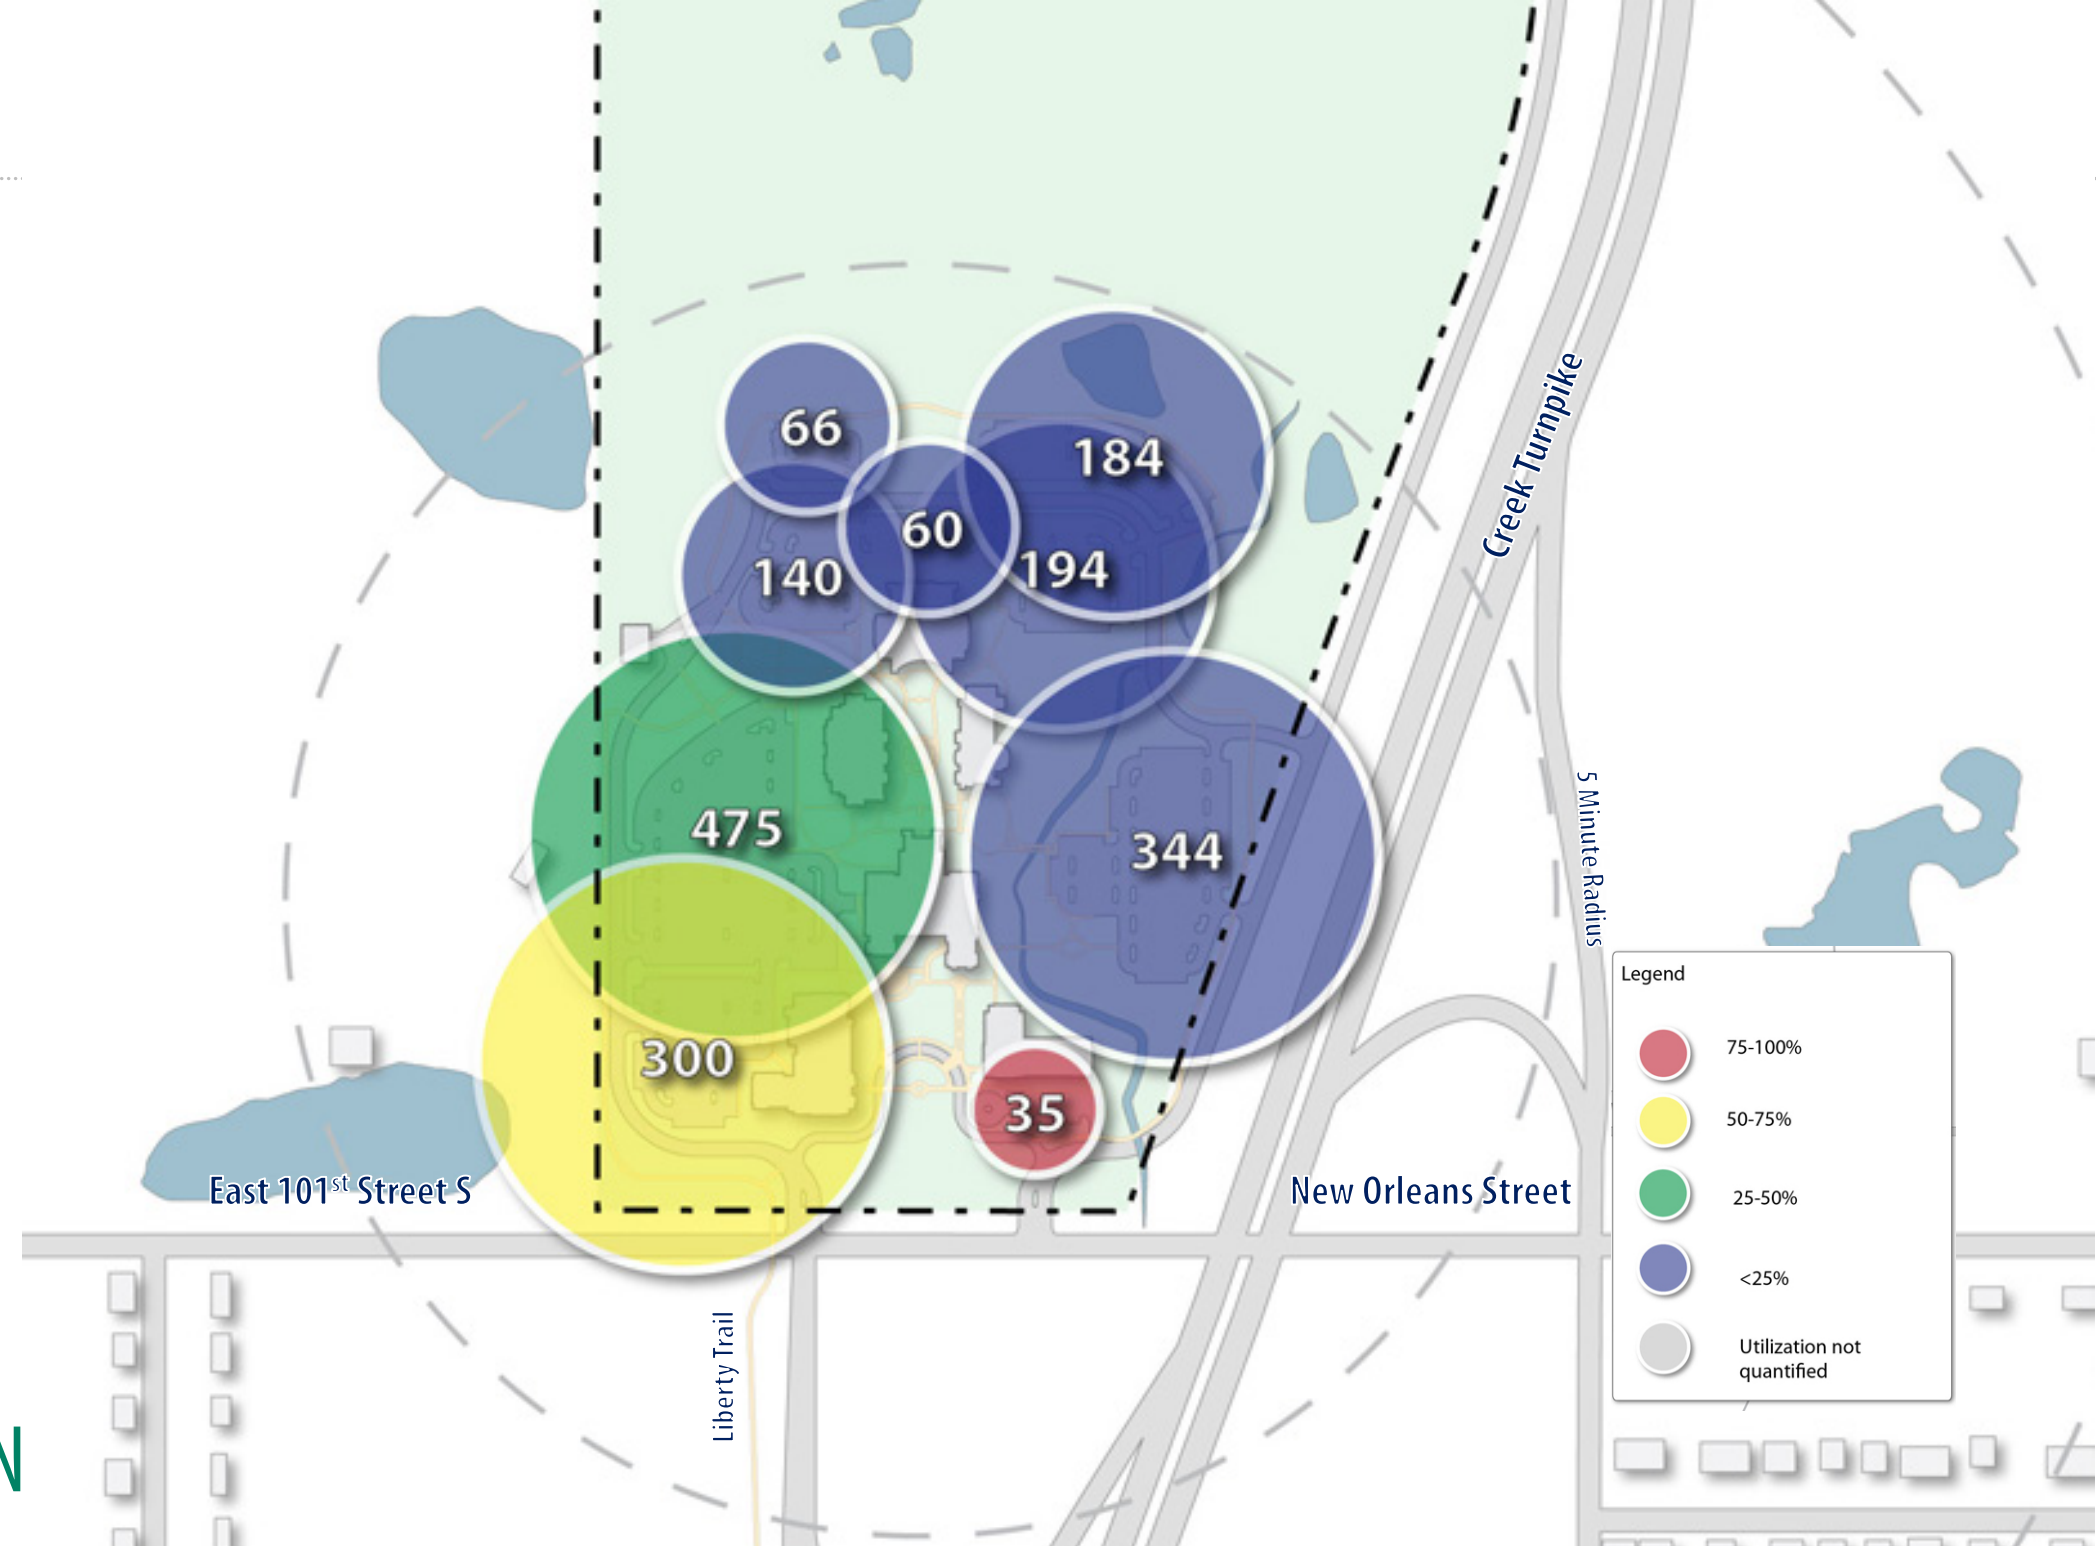 66
184
60
194
140
475
344
300
35
Creek Turnpike
5 Minute Radius
East 101st Street S
New Orleans Street
Liberty Trail
N
Legend
75-100%
50-75%
25-50%
<25%
Utilization not
quantified